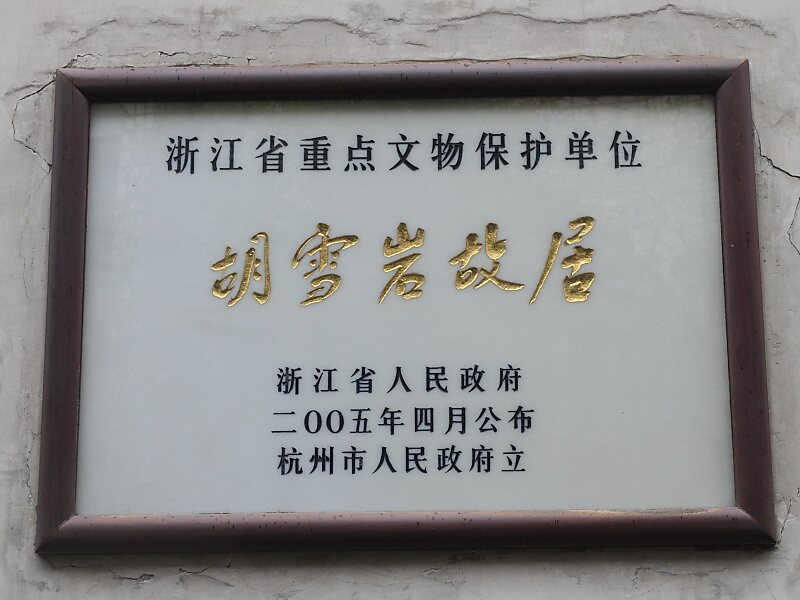 浙江省重点文物保护单位
胡雪岩故居
浙江省人民政府
二〇〇五年四月公布
杭州市人民政府立